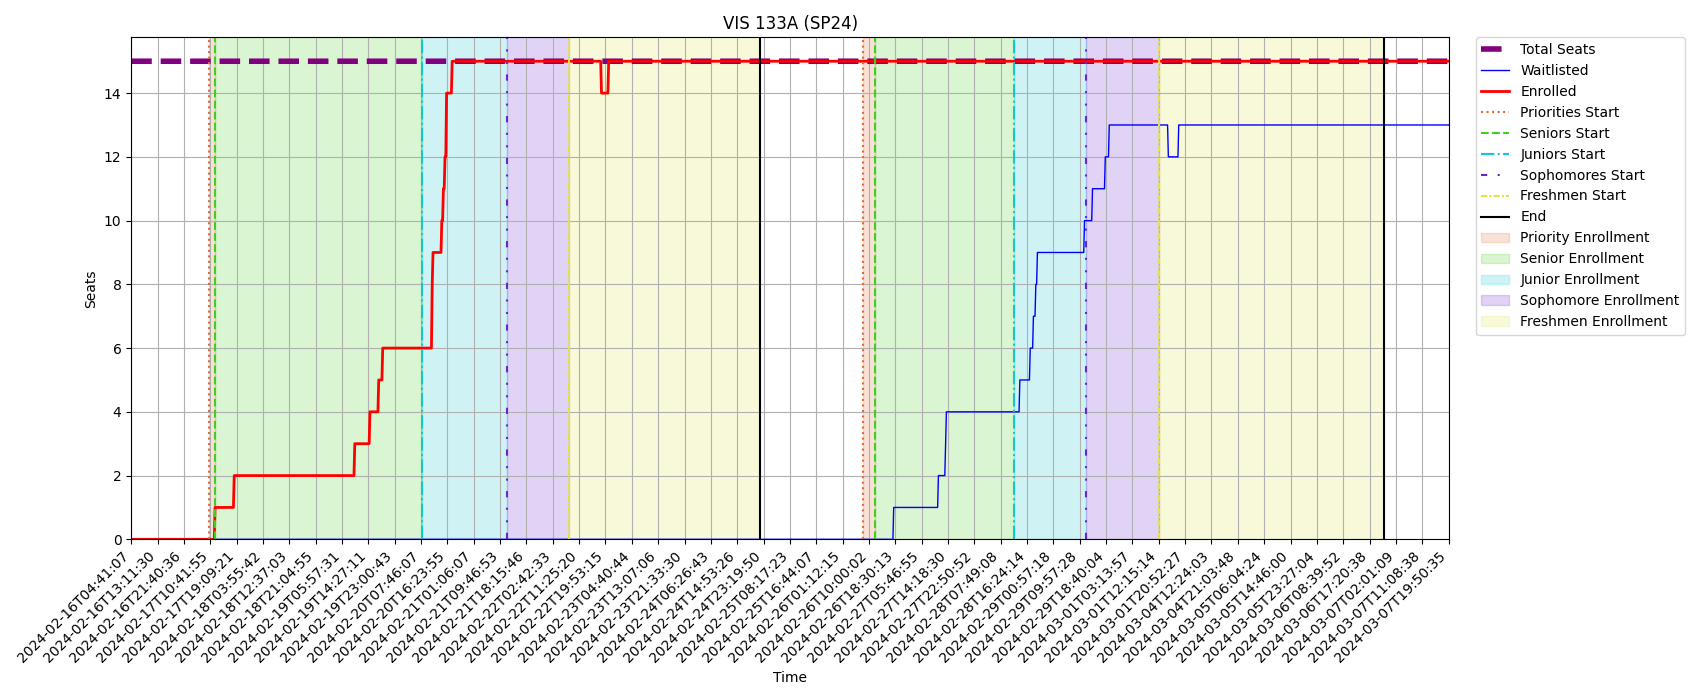 VIS 133A (SP24)
Seats
14
12
10
8
6
4
2
0
2024-02-16T04:41:07
2024-02-16T13:11:30
2024-02-16T21:40:36
2024-02-17T10:41:55
2024-02-17T19:09:21
2024-02-18T03:55:42
2024-02-18T12:37:03
2024-02-18T21:04:55
2024-02-19T05:57:31
2024-02-19T14:27:11
2024-02-19T23:00:43
2024-02-20T07:46:07
2024-02-20T16:23:55
2024-02-21T01:06:07
2024-02-21T09:46:53
2024-02-21T18:15:46
2024-02-22T02:42:33
2024-02-22T11:25:20
2024-02-22T19:53:15
2024-02-23T04:40:44
2024-02-23T13:07:06
2024-02-23T21:33:30
2024-02-24T06:26:43
2024-02-24T14:53:26
2024-02-24T23:19:50
2024-02-25T08:17:23
2024-02-25T16:44:07
2024-02-26T01:12:15
2024-02-26T10:00:02
2024-02-26T18:30:13
2024-02-27T05:46:55
2024-02-27T14:18:30
2024-02-27T22:50:52
2024-02-28T07:49:08
2024-02-28T16:24:14
2024-02-29T00:57:18
2024-02-29T09:57:28
2024-02-29T18:40:04
2024-03-01T03:13:57
2024-03-01T12:15:14
2024-03-01T20:52:27
2024-03-04T12:24:03
2024-03-04T21:03:48
2024-03-05T06:04:24
2024-03-05T14:46:00
2024-03-05T23:27:04
2024-03-06T08:39:52
2024-03-06T17:20:38
2024-03-07T02:01:09
2024-03-07T11:08:38
2024-03-07T19:50:35
Time
Total Seats
Waitlisted
Enrolled
Priorities Start
Seniors Start
Juniors Start
Sophomores Start
Freshmen Start
End
Priority Enrollment
Senior Enrollment
Junior Enrollment
Sophomore Enrollment
Freshmen Enrollment